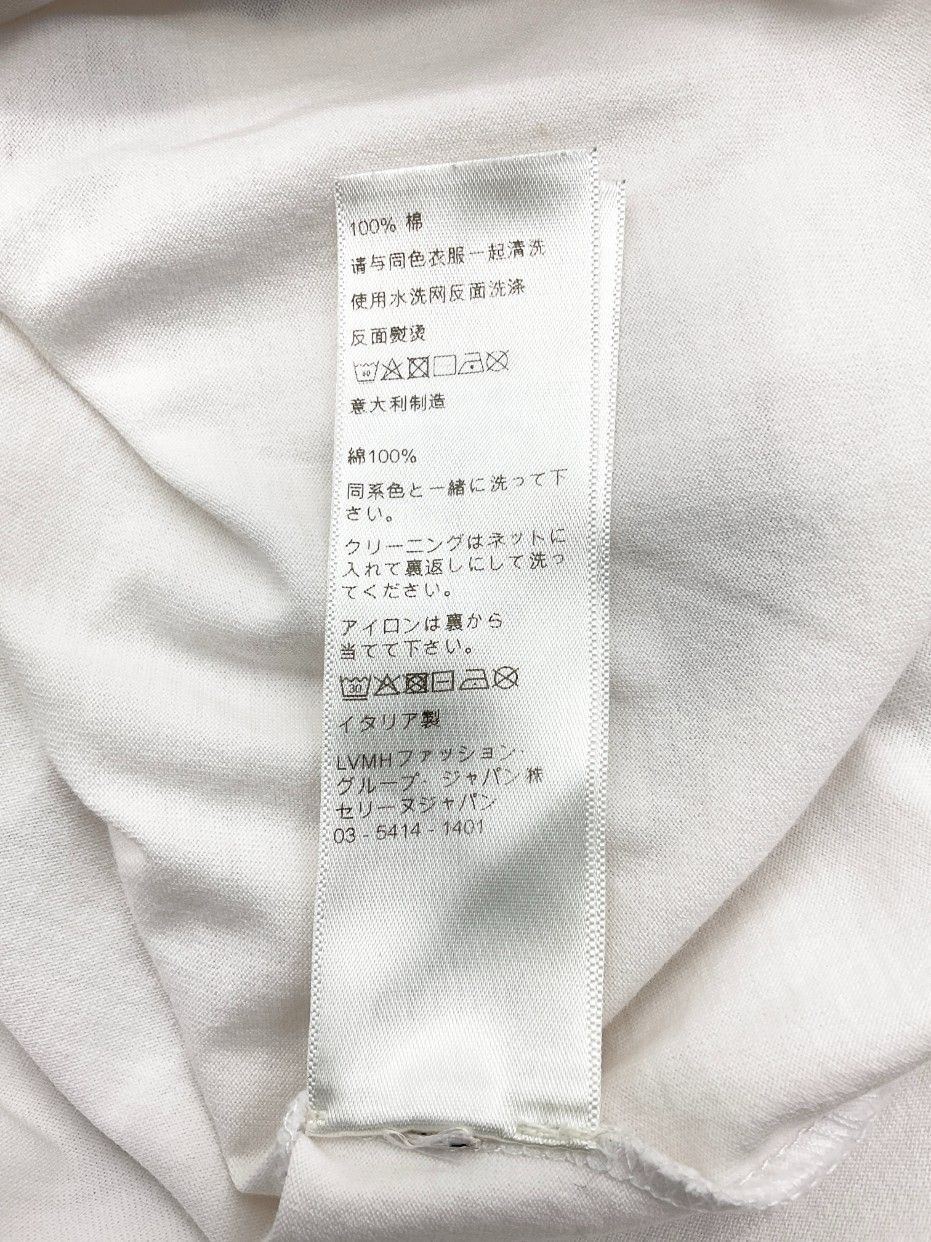 100% 棉
请与同色衣服一起清洗
使用水洗网反面洗涤
反面熨烫
意大利制造
綿100%
同系色と一緒に洗って下
さい。
クリーニングはネットに
入れて裏返しにして洗っ
てください。
アイロンは裏から
当てて下さい。
30
イタリア製
LVMHファッション・
グループ・ジャパン㈱
セリーヌジャパン
03 - 5414 - 1401